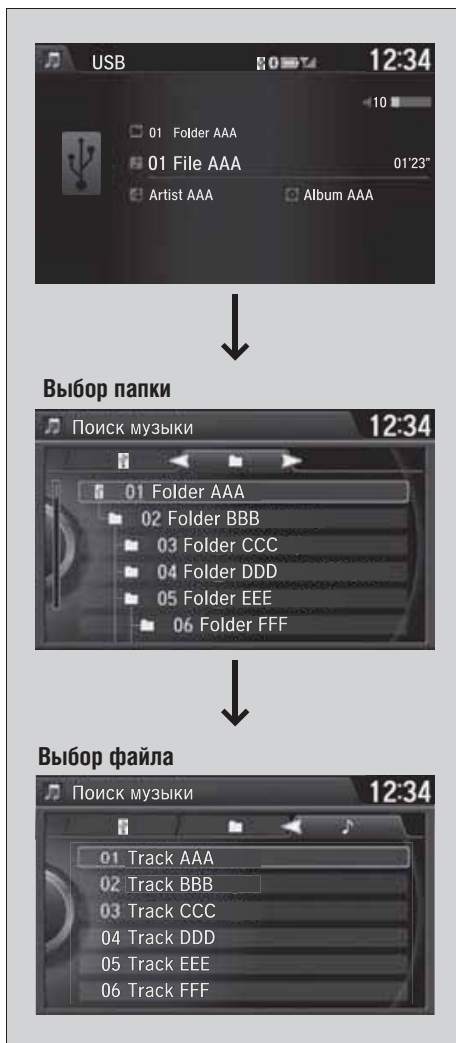 USB 12:34
10
01 Folder AAA
01 File AAA 01'23"
Artist AAA Album AAA
Выбор папки
Поиск музыки 12:34
01 Folder AAA
02 Folder BBB
03 Folder CCC
04 Folder DDD
05 Folder EEE
06 Folder FFF
Выбор файла
Поиск музыки 12:34
01 Track AAA
02 Track BBB
03 Track CCC
04 Track DDD
05 Track EEE
06 Track FFF